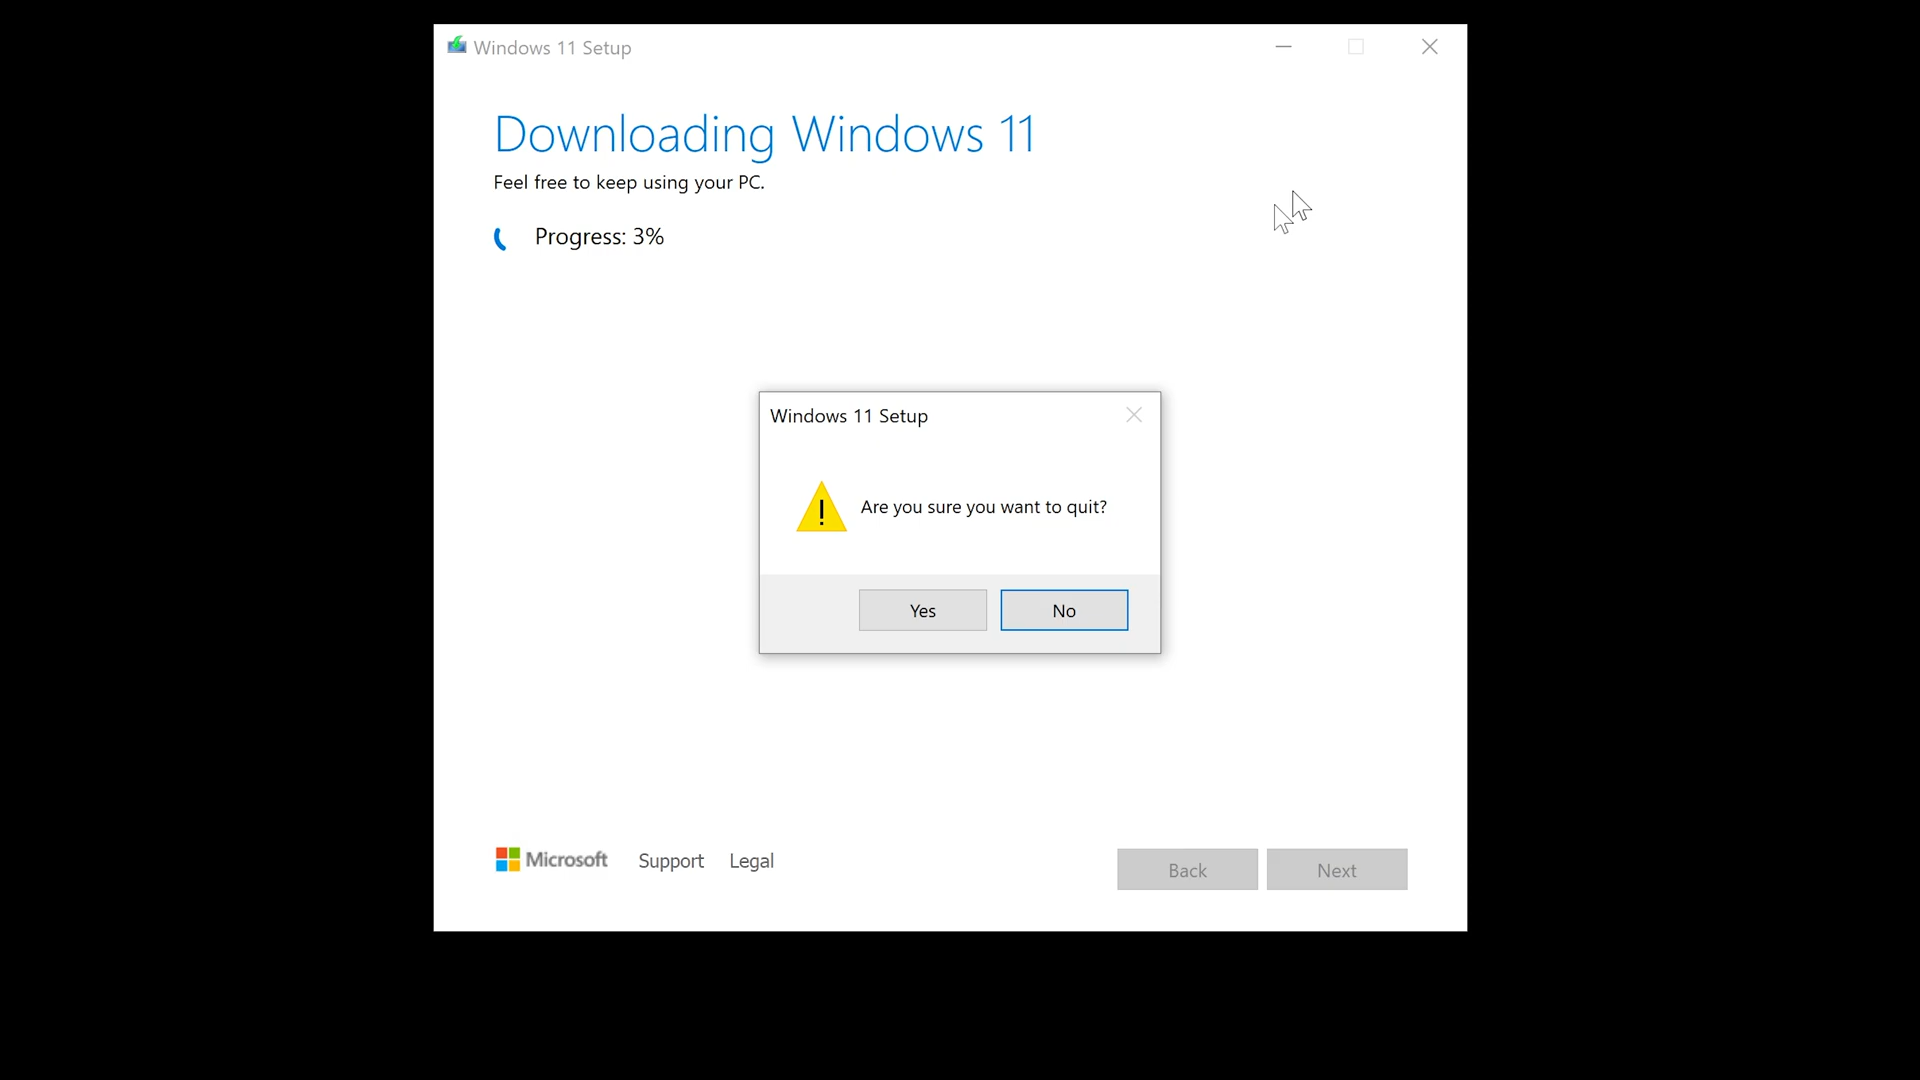 Windows 11 Setup
Downloading Windows 11
Feel free to keep using your PC.
Progress: 3%
Windows 11 Setup
Are you sure you want to quit?
Yes No
Microsoft Support Legal
Back Next